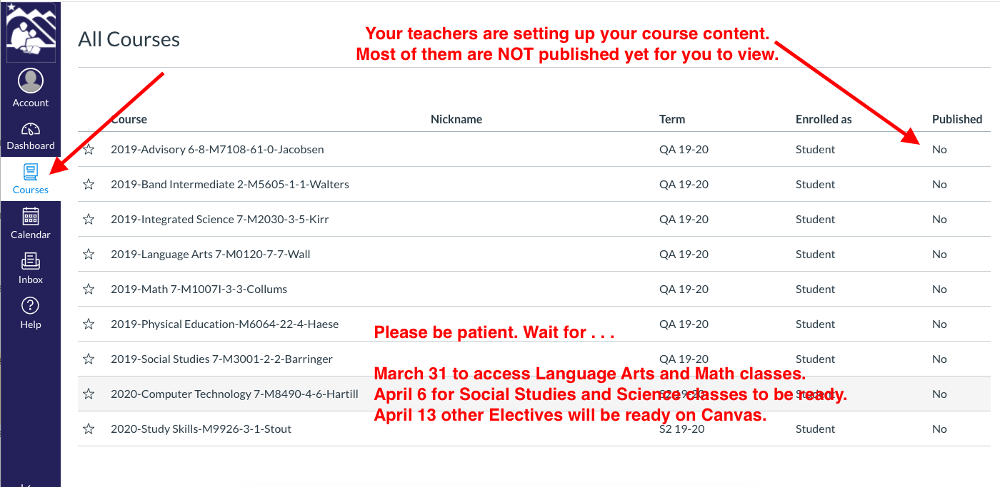 Your teachers are setting up your course content.
All Courses
Most of them are NOT published yet for you to view.
Account
Dashboard
Courses
Calendar
Inbox
Help
Course Nickname Term Enrolled as Published
2019-Advisory 6-8-M7108-61-0-Jacobsen QA 19-20 Student No
2019-Band Intermediate 2-M5605-1-1-Walters QA 19-20 Student No
2019-Integrated Science 7-M2030-3-5-Kirr QA 19-20 Student No
2019-Language Arts 7-M0120-7-7-Wall QA 19-20 Student No
2019-Math 7-M1007I-3-3-Collums QA 19-20 Student No
2019-Physical Education-M6064-22-4-Haese QA 19-20 Student No
Please be patient. Wait for . . .
2019-Social Studies 7-M3001-2-2-Barringer QA 19-20 Student No
March 31 to access Language Arts and Math classes.
2020-Computer Technology 7-M8490-4-6-Hartill S2 19-20 Student No
April 6 for Social Studies and Science classes to be ready.
April 13 other Electives will be ready on Canvas.
2020-Study Skills-M9926-3-1-Stout S2 19-20 Student No